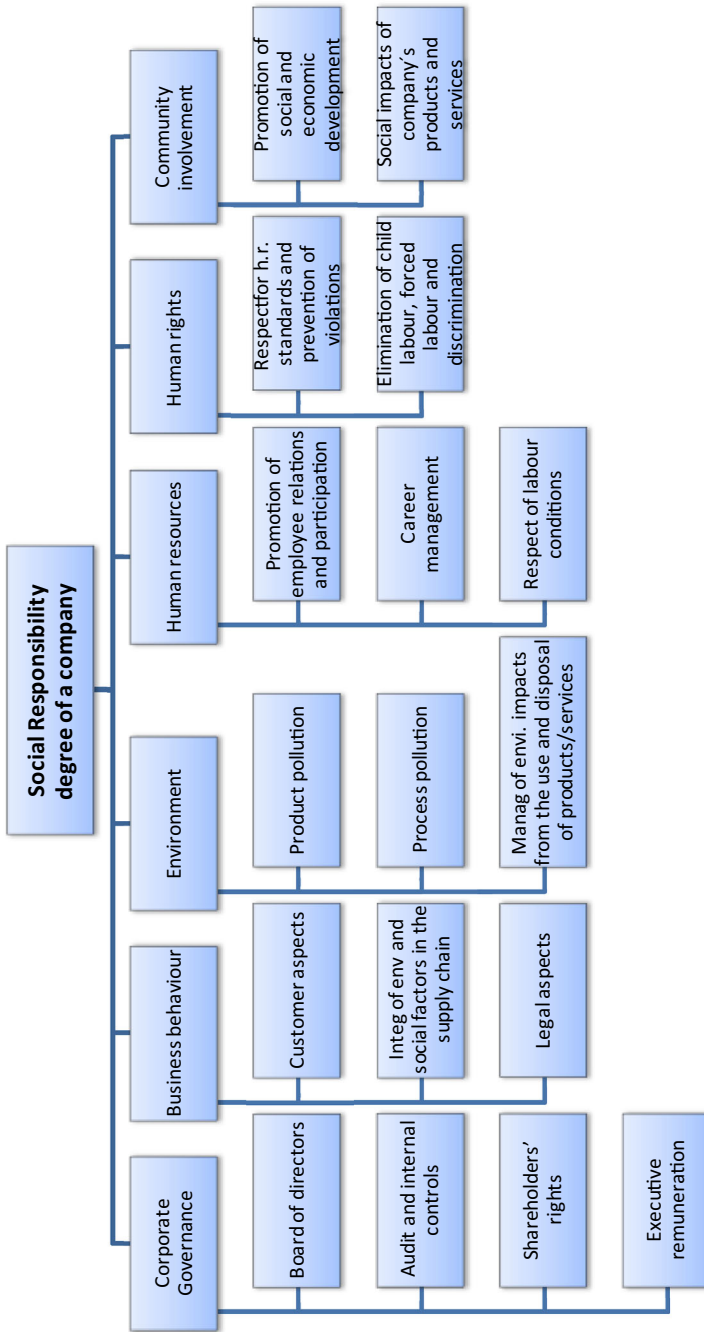 Social Responsibility
degree of a company
Corporate
Governance
Board of directors
Audit and internal
controls
Shareholders’
rights
Executive
remuneration
Business behaviour
Customer aspects
Integ of env and
social factors in the
supply chain
Legal aspects
Environment
Product pollution
Process pollution
Manag of envi. impacts
from the use and disposal
of products/services
Human resources
Promotion of
employee relations
and participation
Career
management
Respect of labour
conditions
Human rights
Respectfor h.r.
standards and
prevention of
violations
Elimination of child
labour, forced
labour and
discrimination
Community
involvement
Promotion of
social and
economic
development
Social impacts of
company’s
products and
services